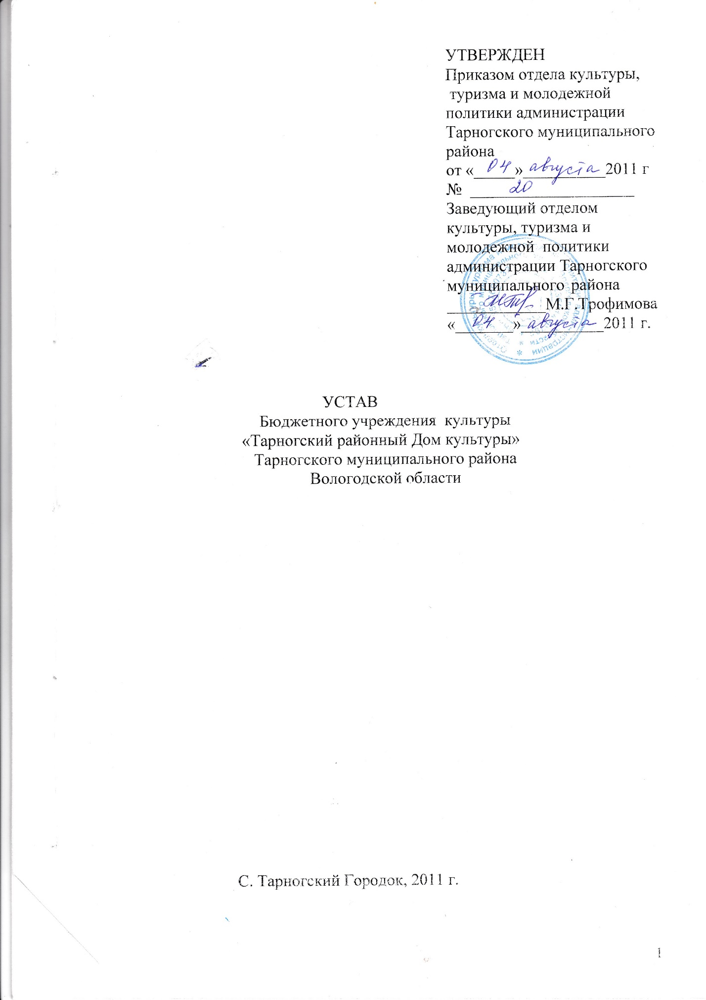 УТВЕРЖДЕН
Приказом отдела культуры,
туризма и молодежной
политики администрации
Тарногского муниципального
района
от «04» августа 2011 г
№ 20
Заведующий отделом
культуры, туризма и
молодежной политики
администрации Тарногского
муниципального района
М.Г.Трофимова
«04» августа 2011 г.
УСТАВ
Бюджетного учреждения культуры
«Тарногский районный Дом культуры»
Тарногского муниципального района
Вологодской области
С. Тарногский Городок, 2011 г.
1